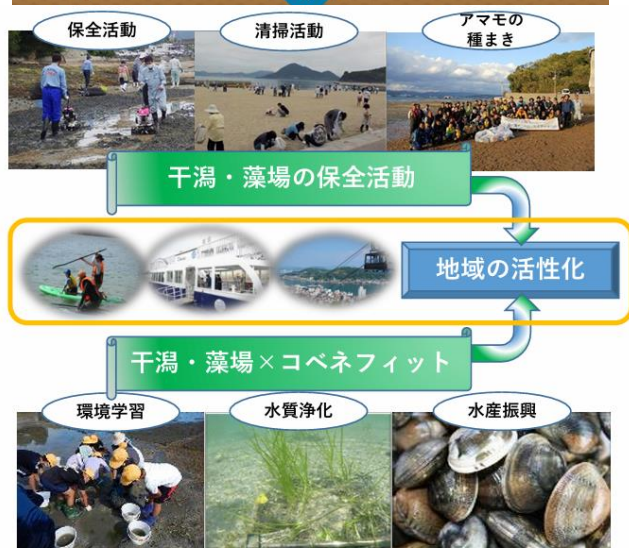 保全活動
清掃活動
アマモの
種まき
干潟・藻場の保全活動
地域の活性化
干潟・藻場×コベネフィット
環境学習
水質浄化
水産振興